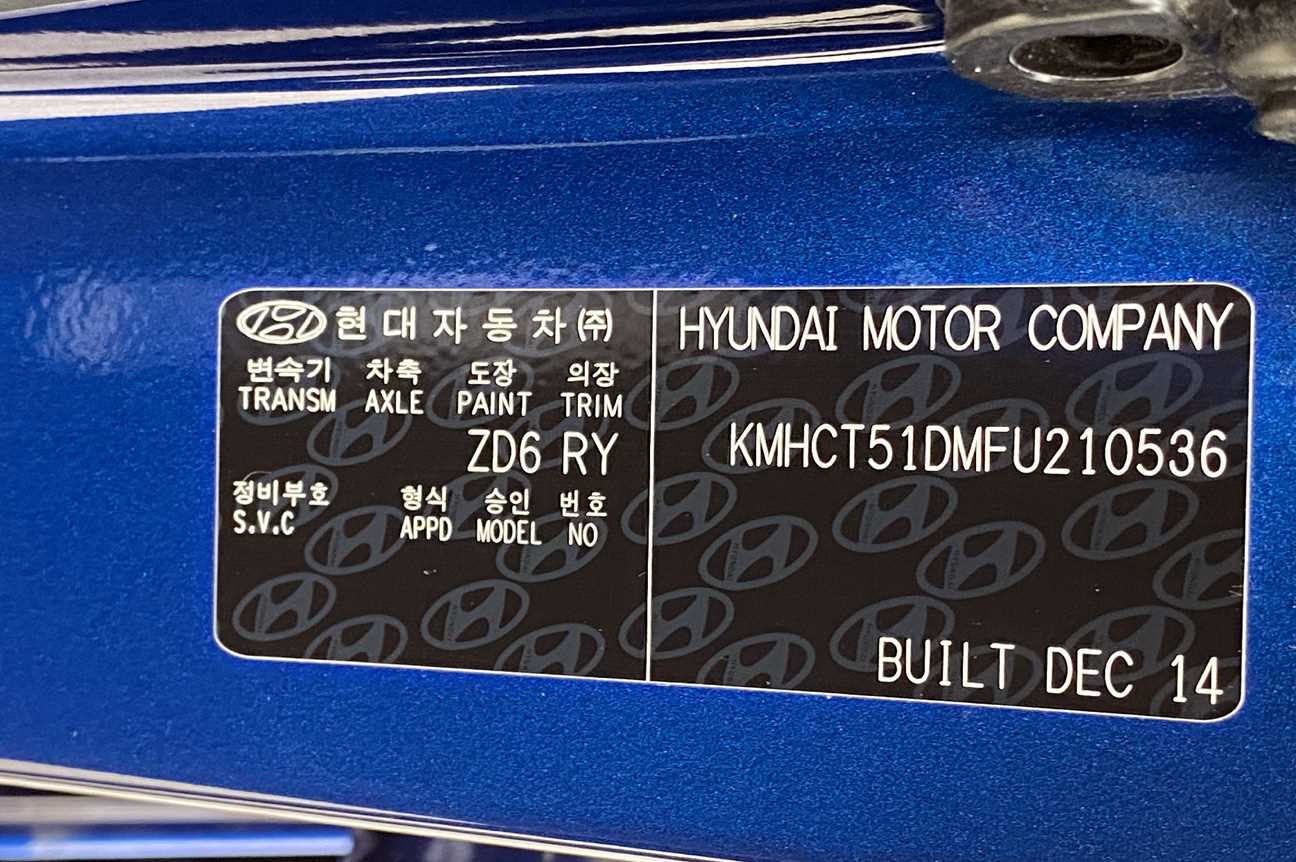 현대자동차(주)
변속기 차축 도장 의장
TRANSM AXLE PAINT TRIM
ZD6 RY
정비부호 형식 승인 번호
S.V.C APPD MODEL NO
HYUNDAI MOTOR COMPANY
KMHCT51DMFU210536
BUILT DEC 14